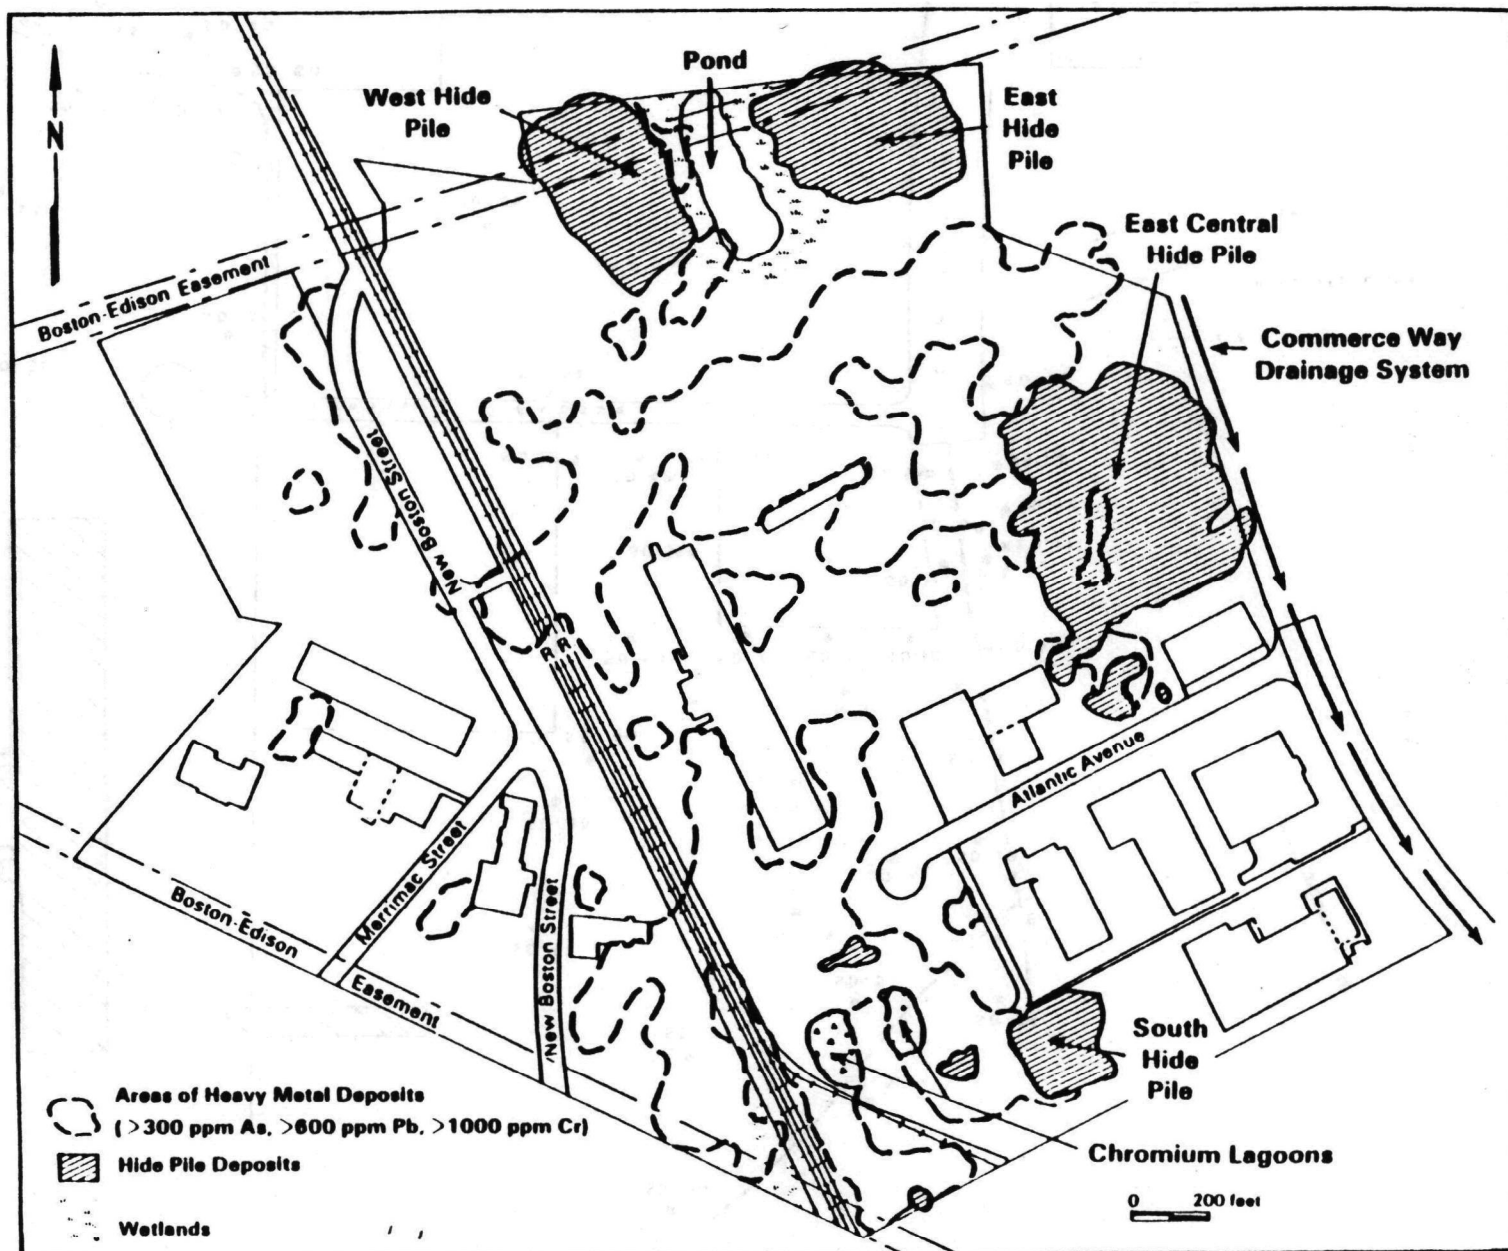 Pond
West Hide
Pile
East
Hide
Pile
N
East Central
Hide Pile
Boston-Edison Easement
Commerce Way
Drainage System
New Boston Street
RR
Atlantic Avenue
Merrimac Street
Boston-Edison
Easement
New Boston Street
South
Hide
Pile
Areas of Heavy Metal Deposits
(>300 ppm As, >600 ppm Pb, >1000 ppm Cr)
Hide Pile Deposits
Chromium Lagoons
0 200 feet
Wetlands